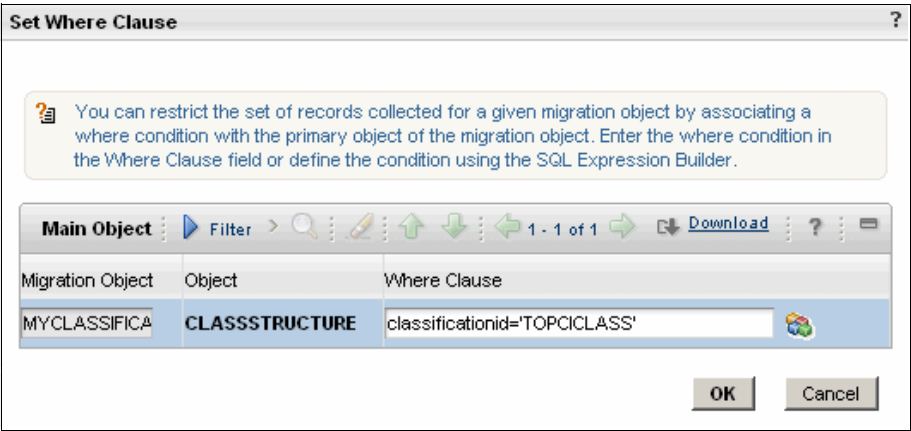 Set Where Clause ?
You can restrict the set of records collected for a given migration object by associating a
where condition with the primary object of the migration object. Enter the where condition in
the Where Clause field or define the condition using the SQL Expression Builder.
Main Object Filter 1 - 1 of 1 Download ?
Migration Object Object Where Clause
MYCLASSIFICA CLASSSTRUCTURE classificationid='TOPCICLASS'
OK Cancel